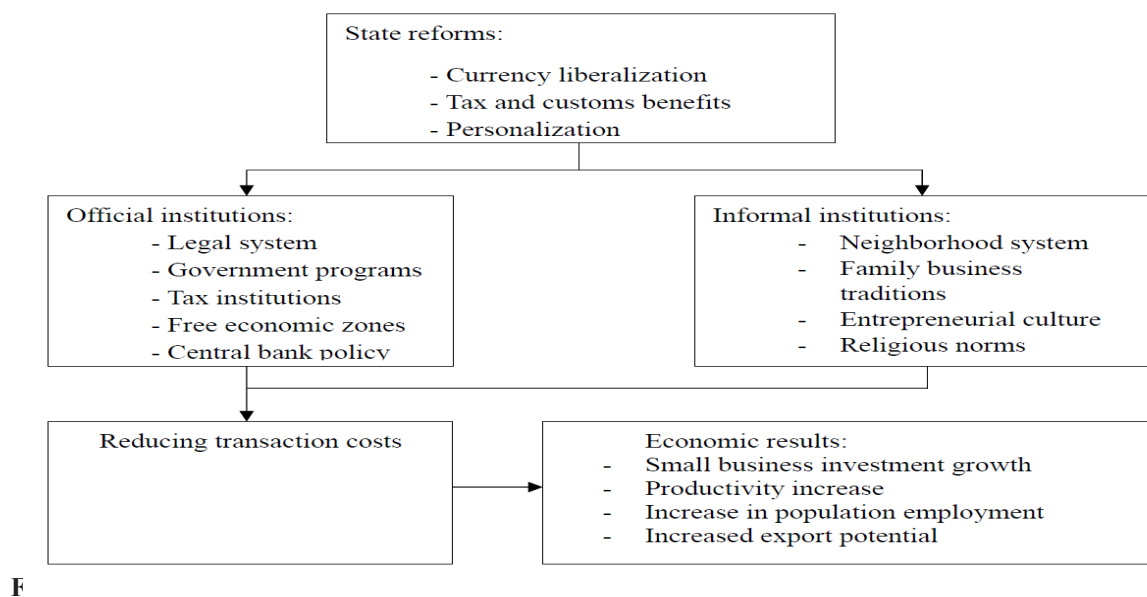 State reforms:
- Currency liberalization
- Tax and customs benefits
- Personalization
Official institutions:
- Legal system
- Government programs
- Tax institutions
- Free economic zones
- Central bank policy
Informal institutions:
- Neighborhood system
- Family business
traditions
- Entrepreneurial culture
- Religious norms
Reducing transaction costs
Economic results:
- Small business investment growth
- Productivity increase
- Increase in population employment
- Increased export potential